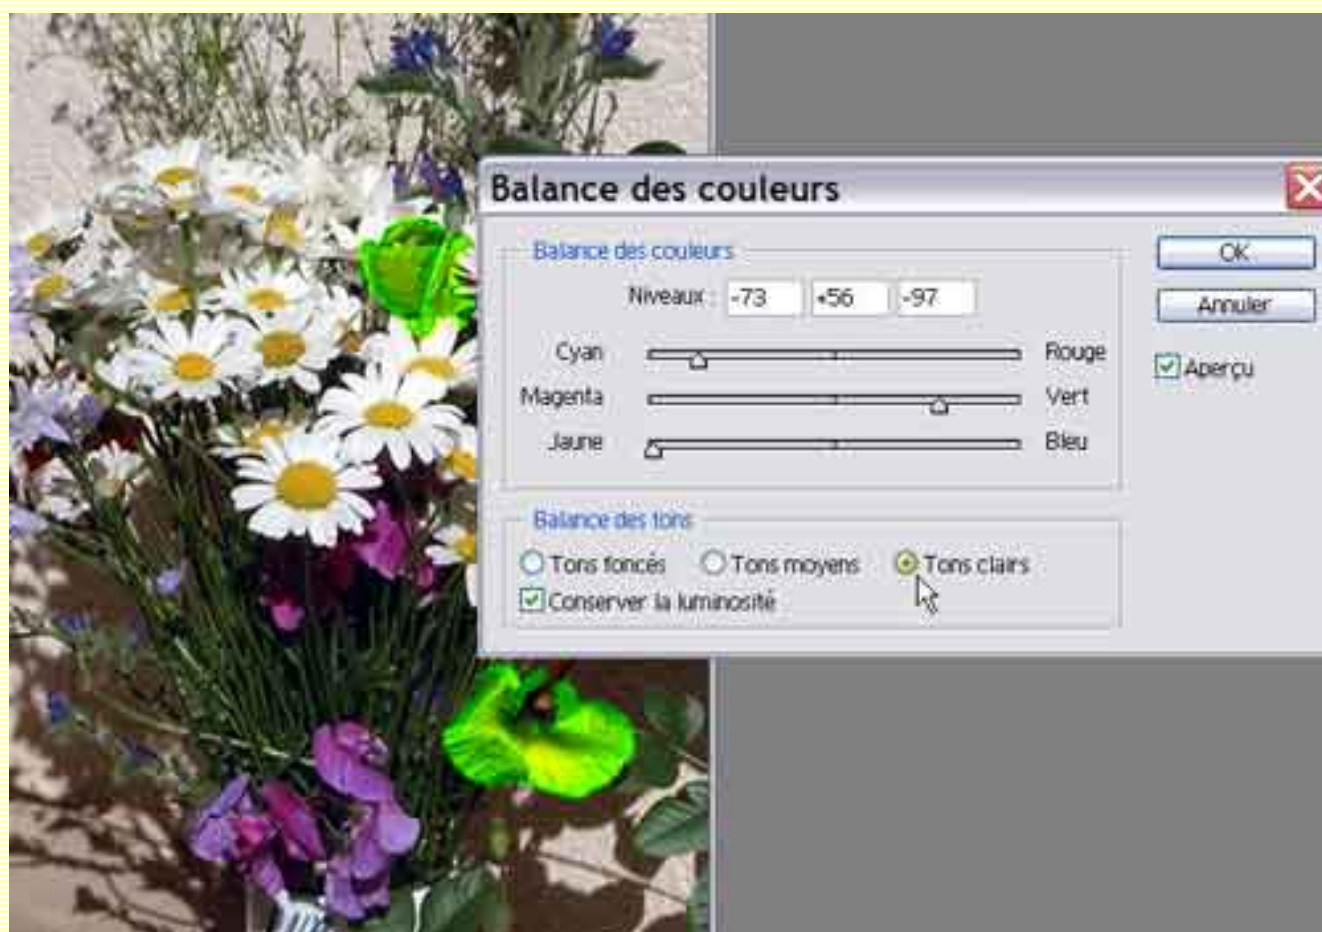 Balance des couleurs
Balance des couleurs
Niveaux : -73 +56 -97
Cyan Rouge
Magenta Vert
Jaune Bleu
OK
Annuler
Aperçu
Balance des tons
Tons foncés Tons moyens Tons clairs
Conserver la luminosité